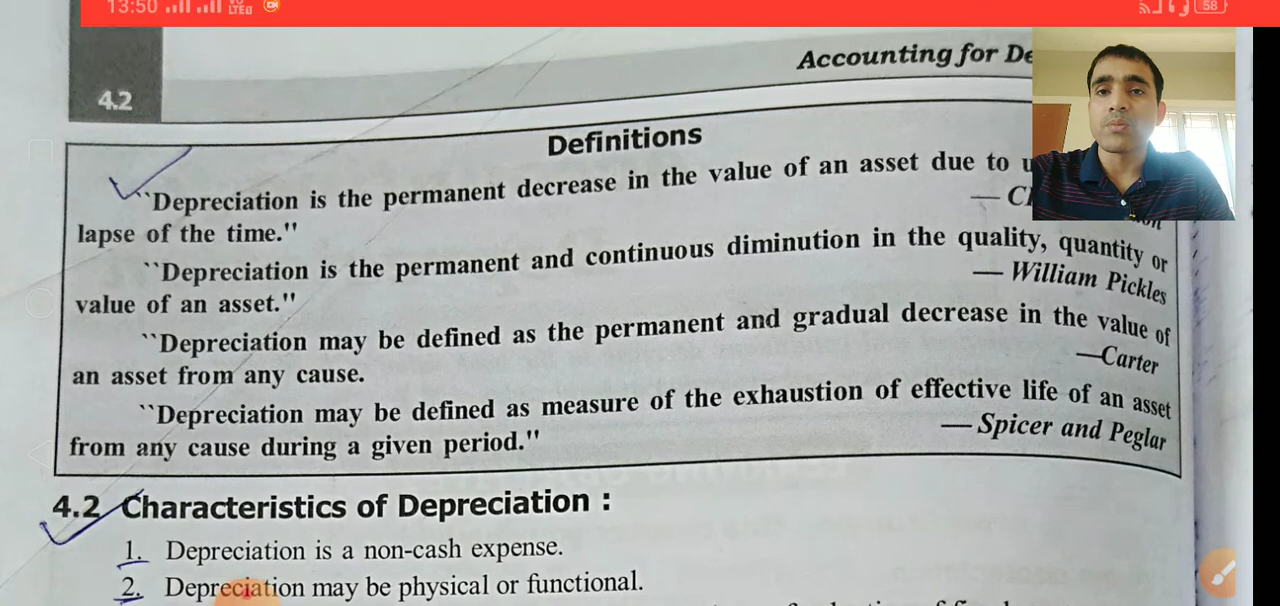 13:50
VO
LTE
58
Accounting for De
4.2
Definitions
``Depreciation is the permanent decrease in the value of an asset due to u
lapse of the time."
— C
``Depreciation is the permanent and continuous diminution in the quality, quantity or
value of an asset."
— William Pickles
``Depreciation may be defined as the permanent and gradual decrease in the value of
an asset from any cause.
—Carter
``Depreciation may be defined as measure of the exhaustion of effective life of an asset
from any cause during a given period."
— Spicer and Peglar
4.2 Characteristics of Depreciation :
1. Depreciation is a non-cash expense.
2. Depreciation may be physical or functional.